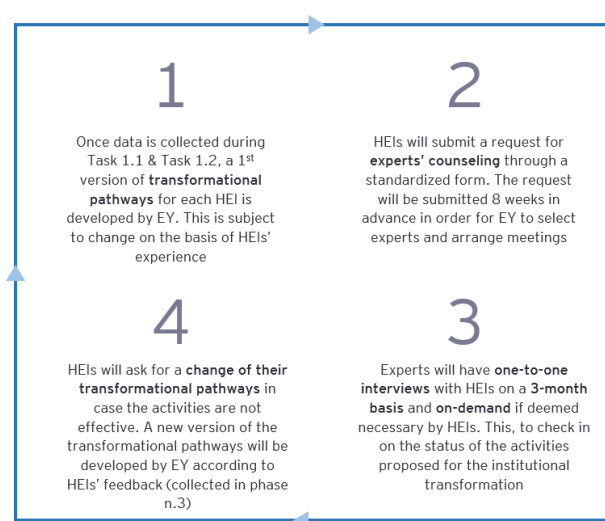 1
Once data is collected during
Task 1.1 & Task 1.2, a 1st
version of transformational
pathways for each HEI is
developed by EY. This is subject
to change on the basis of HEIs’
experience
2
HEIs will submit a request for
experts’ counseling through a
standardized form. The request
will be submitted 8 weeks in
advance in order for EY to select
experts and arrange meetings
4
HEIs will ask for a change of their
transformational pathways in
case the activities are not
effective. A new version of the
transformational pathways will be
developed by EY according to
HEIs’ feedback (collected in phase
n.3)
3
Experts will have one-to-one
interviews with HEIs on a 3-month
basis and on-demand if deemed
necessary by HEIs. This, to check in
on the status of the activities
proposed for the institutional
transformation